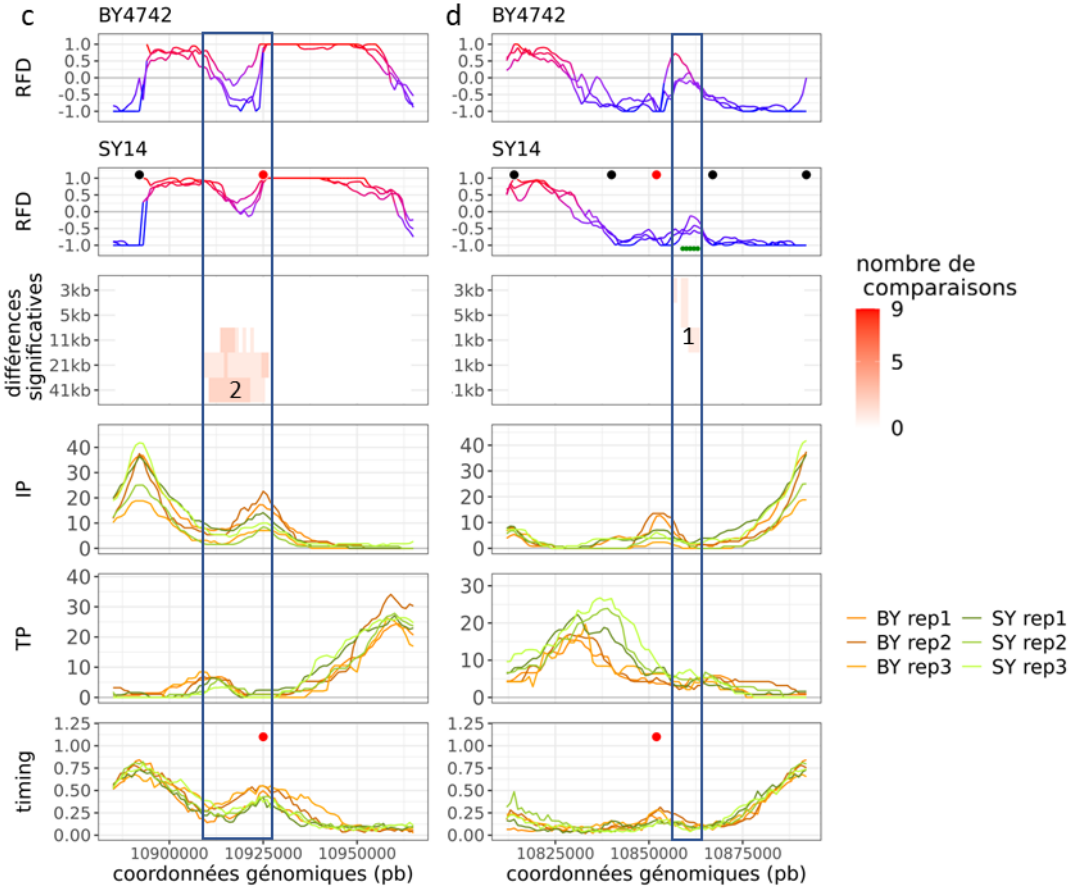 c
BY4742
RFD
1.0
0.5
0.0
-0.5
-1.0
SY14
RFD
1.0
0.5
0.0
-0.5
-1.0
différences
significatives
3kb
5kb
11kb
21kb
41kb
2
IP
40
30
20
10
0
TP
40
30
20
10
0
timing
1.25
1.00
0.75
0.50
0.25
0.00
10900000 10925000 10950000
coordonnées génomiques (pb)
d
BY4742
RFD
1.0
0.5
0.0
-0.5
-1.0
SY14
RFD
1.0
0.5
0.0
-0.5
-1.0
3kb
5kb
1kb
1kb
1kb
1
40
30
20
10
0
30
20
10
0
1.25
1.00
0.75
0.50
0.25
0.00
10825000 10850000 10875000
coordonnées génomiques (pb)
nombre de
comparaisons
9
5
0
BY rep1 SY rep1
BY rep2 SY rep2
BY rep3 SY rep3